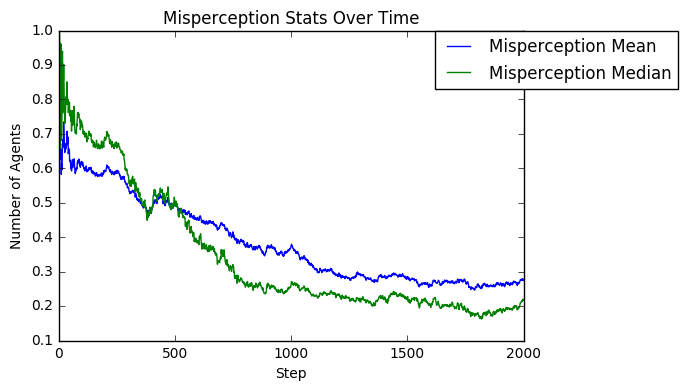 Misperception Stats Over Time
Misperception Mean
Misperception Median
Number of Agents
1.0
0.9
0.8
0.7
0.6
0.5
0.4
0.3
0.2
0.1
0 500 1000 1500 2000
Step